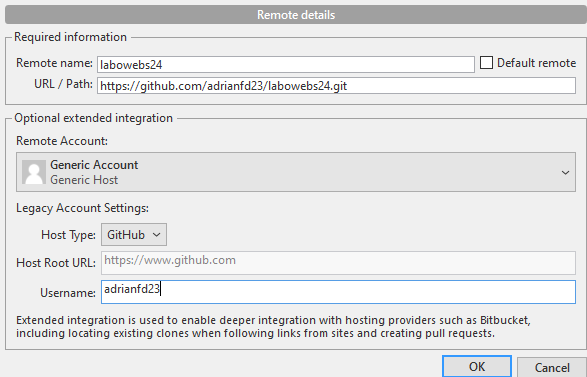 Remote details
Required information
Remote name: labowebs24 Default remote
URL / Path: https://github.com/adrianfd23/labowebs24.git
Optional extended integration
Remote Account:
Generic Account
Generic Host
Legacy Account Settings:
Host Type: GitHub
Host Root URL: https://www.github.com
Username: adrianfd23
Extended integration is used to enable deeper integration with hosting providers such as Bitbucket,
including locating existing clones when following links from sites and creating pull requests.
OK Cancel